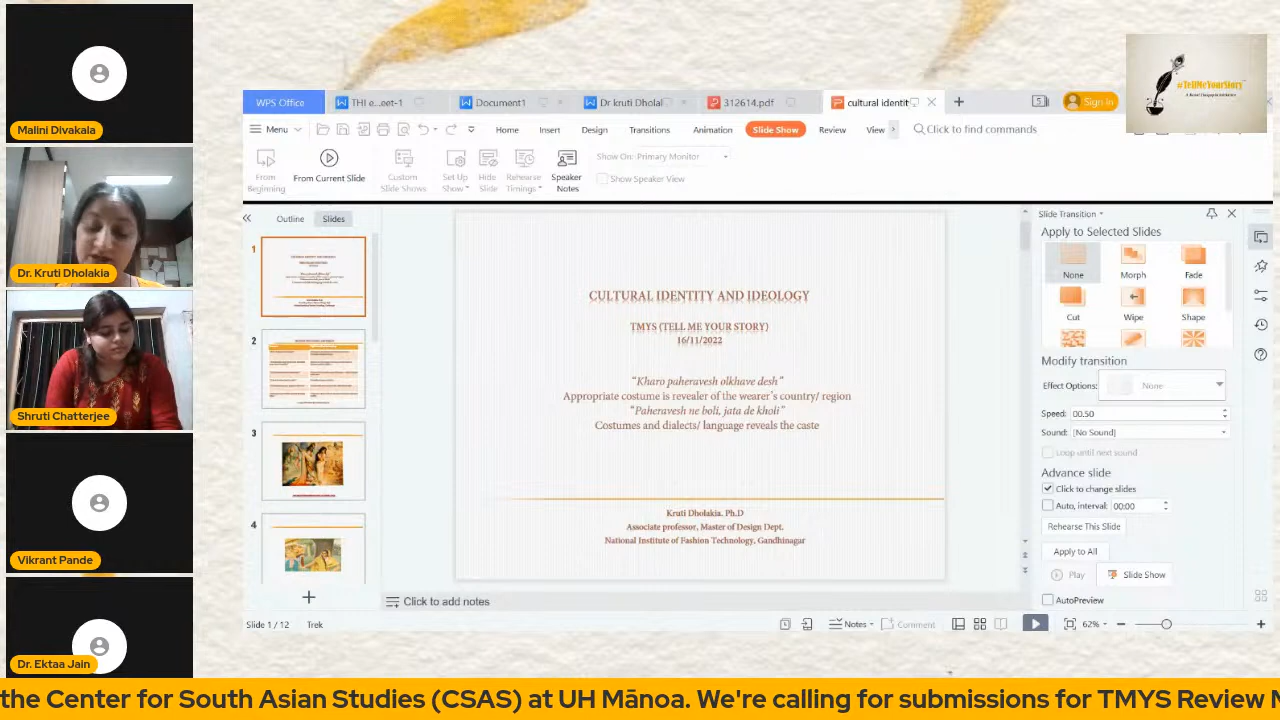 Malini Divakala
Dr. Kruti Dholakia
Shruti Chatterjee
Vikrant Pande
Dr. Ektaa Jain
#TellMeYourStory
WPS Office
THI e...eet-1
Document1
Dr kruti Dholal
312614.pdf
cultural identit
Sign in
Menu
Home
Insert
Design
Transitions
Animation
Slide Show
Review
View
Click to find commands
From Beginning
From Current Slide
Custom Slide Shows
Set Up Show
Hide Slide
Rehearse Timings
Speaker Notes
Show On: Primary Monitor
Show Speaker View
Outline
Slides
1
2
3
4
CULTURAL IDENTITY AND IDEOLOGY
TMYS (TELL ME YOUR STORY)
16/11/2022
"Kharo paheravesh olkhave desh"
Appropriate costume is revealer of the wearer's country/ region
"Paheravesh ne boli, jata de kholi"
Costumes and dialects/ language reveals the caste
Kruti Dholakia. Ph.D
Associate professor, Master of Design Dept.
National Institute of Fashion Technology, Gandhinagar
Slide Transition
Apply to Selected Slides
None
Morph
Fade
Cut
Wipe
Shape
Modify transition
Effect Options:
None
Speed: 00.50
Sound: [No Sound]
Loop until next sound
Advance slide
Click to change slides
Auto, interval: 00:00
Rehearse This Slide
Apply to All
Play
Slide Show
AutoPreview
Click to add notes
Slide 1 / 12
Trek
Notes
Comment
62%
the Center for South Asian Studies (CSAS) at UH Mānoa. We're calling for submissions for TMYS Review